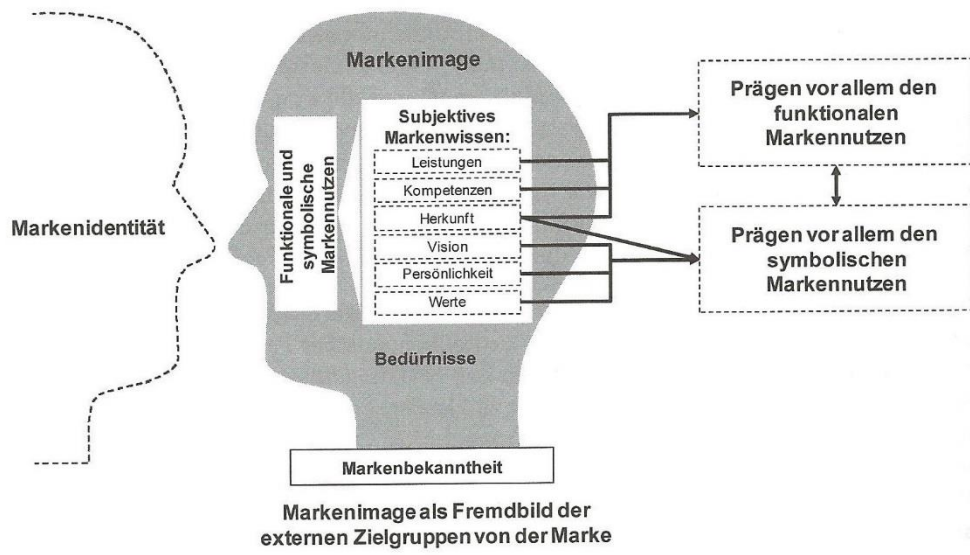 Markenidentität
Markenimage
Funktionale und
symbolische
Markennutzen
Subjektives
Markenwissen:
Leistungen
Kompetenzen
Herkunft
Vision
Persönlichkeit
Werte
Bedürfnisse
Markenbekanntheit
Markenimage als Fremdbild der
externen Zielgruppen von der Marke
Prägen vor allem den
funktionalen
Markennutzen
Prägen vor allem den
symbolischen
Markennutzen